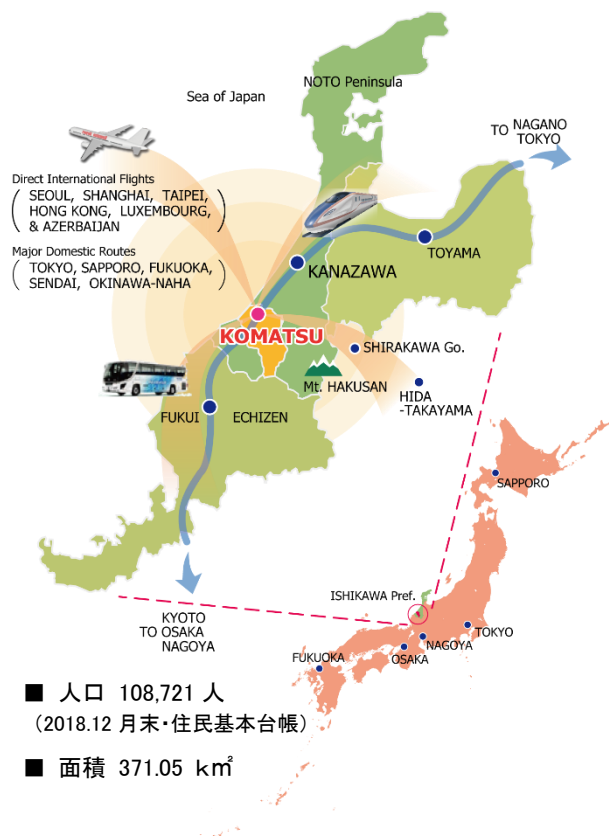 NOTO Peninsula
Sea of Japan
TO NAGANO
TOKYO
Direct International Flights
( SEOUL, SHANGHAI, TAIPEI,
HONG KONG, LUXEMBOURG,
& AZERBAIJAN )
Major Domestic Routes
( TOKYO, SAPPORO, FUKUOKA,
SENDAI, OKINAWA-NAHA )
TOYAMA
KANAZAWA
KOMATSU
SHIRAKAWA Go.
Mt. HAKUSAN
HIDA
-TAKAYAMA
FUKUI
ECHIZEN
SAPPORO
ISHIKAWA Pref.
KYOTO
TO OSAKA
NAGOYA
TOKYO
NAGOYA
OSAKA
FUKUOKA
■ 人口 108,721 人
（2018.12 月末・住民基本台帳）
■ 面積 371.05 k㎡